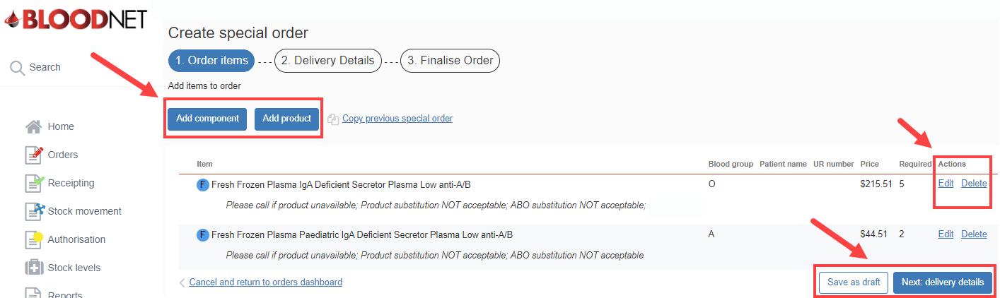 BLOODNET
Search
Home
Orders
Receipting
Stock movement
Authorisation
Stock levels
Reports
Create special order
1. Order items --- 2. Delivery Details --- 3. Finalise Order
Add items to order
Add component Add product Copy previous special order
Item Blood group Patient name UR number Price Required Actions
F Fresh Frozen Plasma IgA Deficient Secretor Plasma Low anti-A/B O $215.51 5 Edit Delete
Please call if product unavailable; Product substitution NOT acceptable; ABO substitution NOT acceptable;
F Fresh Frozen Plasma Paediatric IgA Deficient Secretor Plasma Low anti-A/B A $44.51 2 Edit Delete
Please call if product unavailable; Product substitution NOT acceptable; ABO substitution NOT acceptable
Cancel and return to orders dashboard Save as draft Next: delivery details